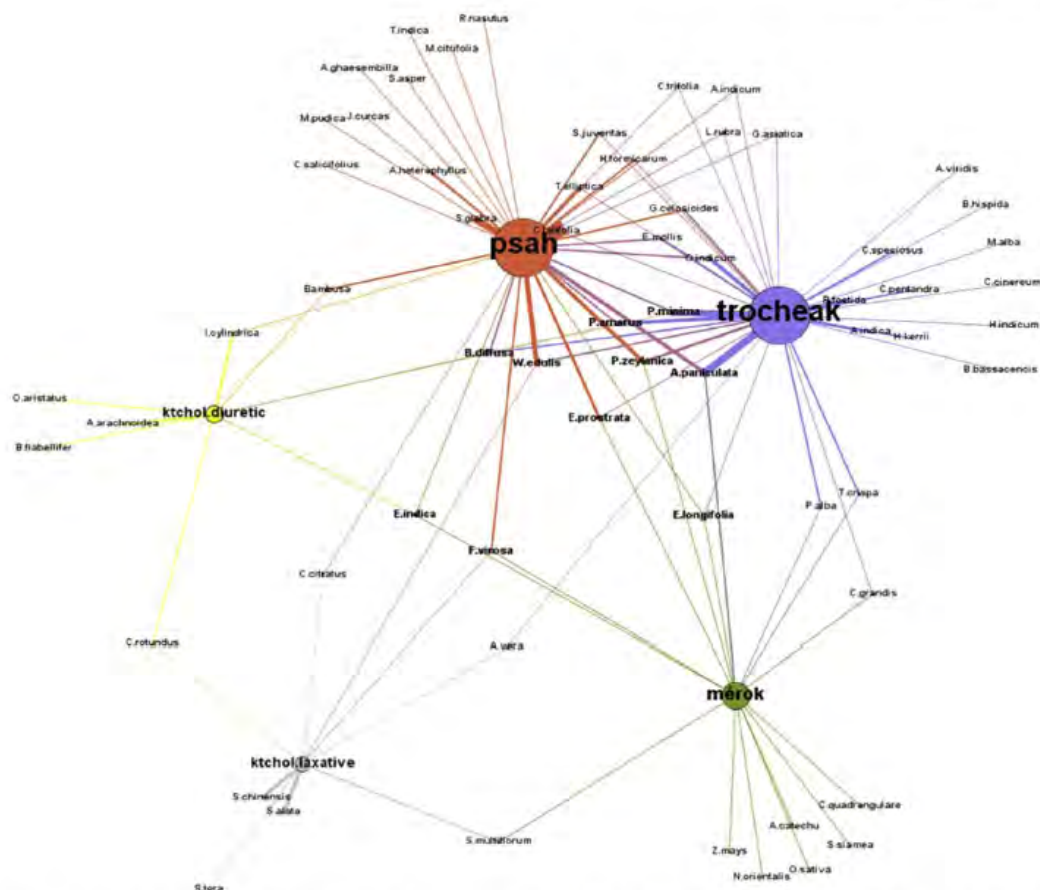 R.nasutus
T.indica
M.citrifolia
A.ghaesembilla
S.asper
C.trifolia
A.indicum
M.pudica
J.curcas
S.juventas
L.rubra
G.asiatica
H.formicarum
C.salicifolius
A.heteraphyllus
A.viridis
T.elliptica
S.glabra
G.celosioides
B.hispida
psah
E.mollis
C.speciosus
M.alba
O.indicum
Bambusa
C.pentandra
C.cinereum
P.minima
trocheak
P.foetida
P.amarus
I.cylindrica
A.indica
H.kerrii
H.indicum
B.diffusa
W.edulis
P.zeylanica
A.paniculata
B.bassacensis
O.aristatus
ktchol.diuretic
A.arachnoidea
E.prostrata
B.flabellifer
T.crispa
E.indica
E.longifolia
P.alba
F.virosa
C.citratus
C.grandis
C.rotundus
A.vera
mérok
ktchol.laxative
S.chinensis
S.alata
C.quadrangulare
A.catechu
S.multiflorum
Z.mays
S.siamea
O.sativa
N.orientalis
S.tora